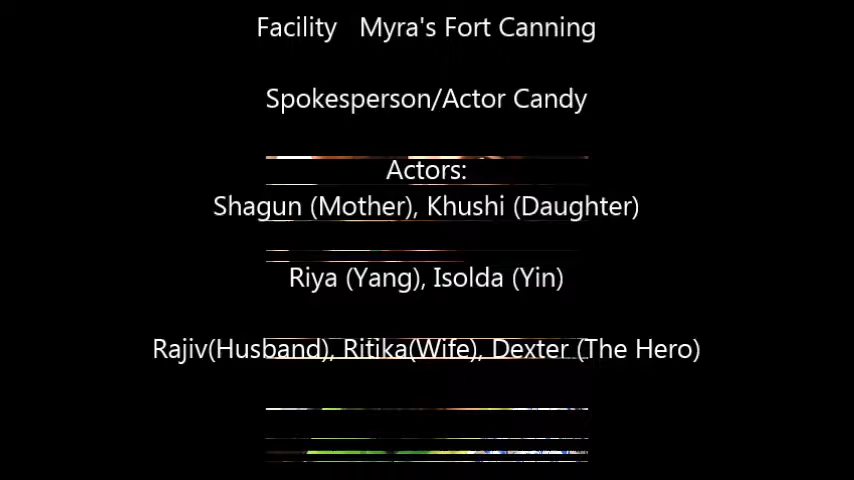 Facility   Myra's Fort Canning
Spokesperson/Actor Candy
Actors:
Shagun (Mother), Khushi (Daughter)
Riya (Yang), Isolda (Yin)
Rajiv(Husband), Ritika(Wife), Dexter (The Hero)